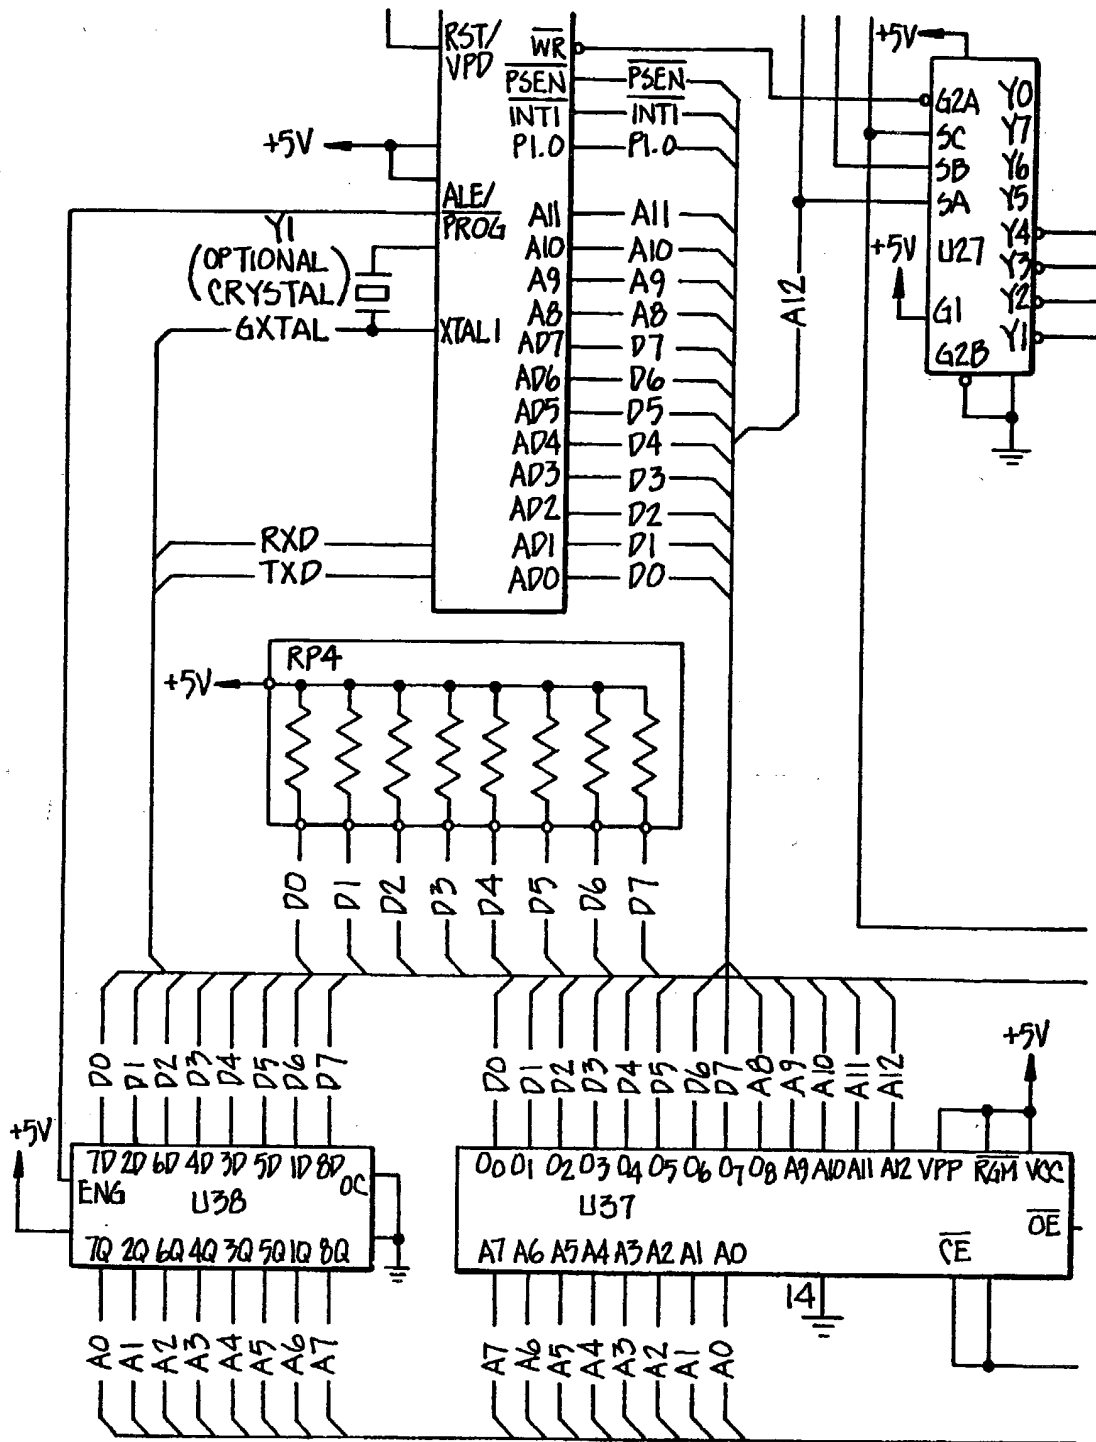 RST/
VPD
WR
PSEN
INT1
P1.0
+5V
ALE/
PROG
Y1
(OPTIONAL
CRYSTAL)
GXTAL
XTAL1
A11
A10
A9
A8
AD7
AD6
AD5
AD4
AD3
AD2
AD1
AD0
PSEN
INT1
P1.0
A11
A10
A9
A8
D7
D6
D5
D4
D3
D2
D1
D0
RXD
TXD
A12
+5V
G2A
SC
SB
SA
U27
G1
G2B
+5V
Y0
Y7
Y6
Y5
Y4
Y3
Y2
Y1
RP4
+5V
D0 D1 D2 D3 D4 D5 D6 D7
D0 D1 D2 D3 D4 D5 D6 D7
+5V
7D 2D 6D 4D 3D 5D 1D 8D
ENG
OC
U38
7Q 2Q 6Q 4Q 3Q 5Q 1Q 8Q
A0 A1 A2 A3 A4 A5 A6 A7
D0 D1 D2 D3 D4 D5 D6 D7 A8 A9 A10 A11 A12
+5V
O0 O1 O2 O3 O4 O5 O6 O7 O8 A9 A10 A11 A12 VPP RGM VCC
U37
OE
A7 A6 A5 A4 A3 A2 A1 A0
CE
14
A7 A6 A5 A4 A3 A2 A1 A0